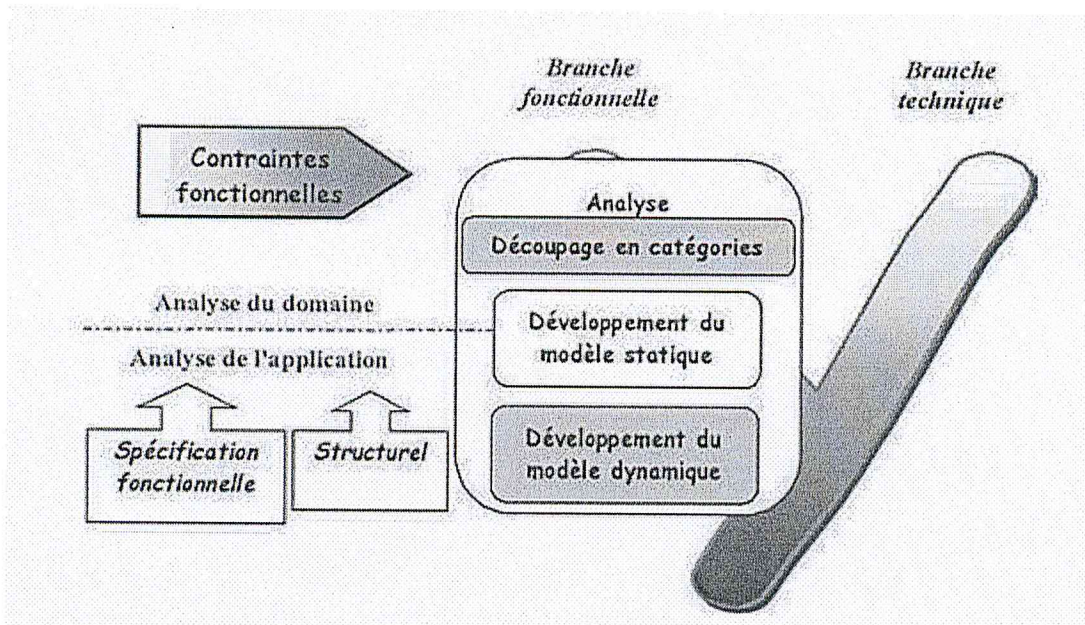 Branche
fonctionnelle
Branche
technique
Contraintes
fonctionnelles
Analyse
Découpage en catégories
Analyse du domaine
Développement du
modèle statique
Analyse de l'application
Spécification
fonctionnelle
Structurel
Développement du
modèle dynamique